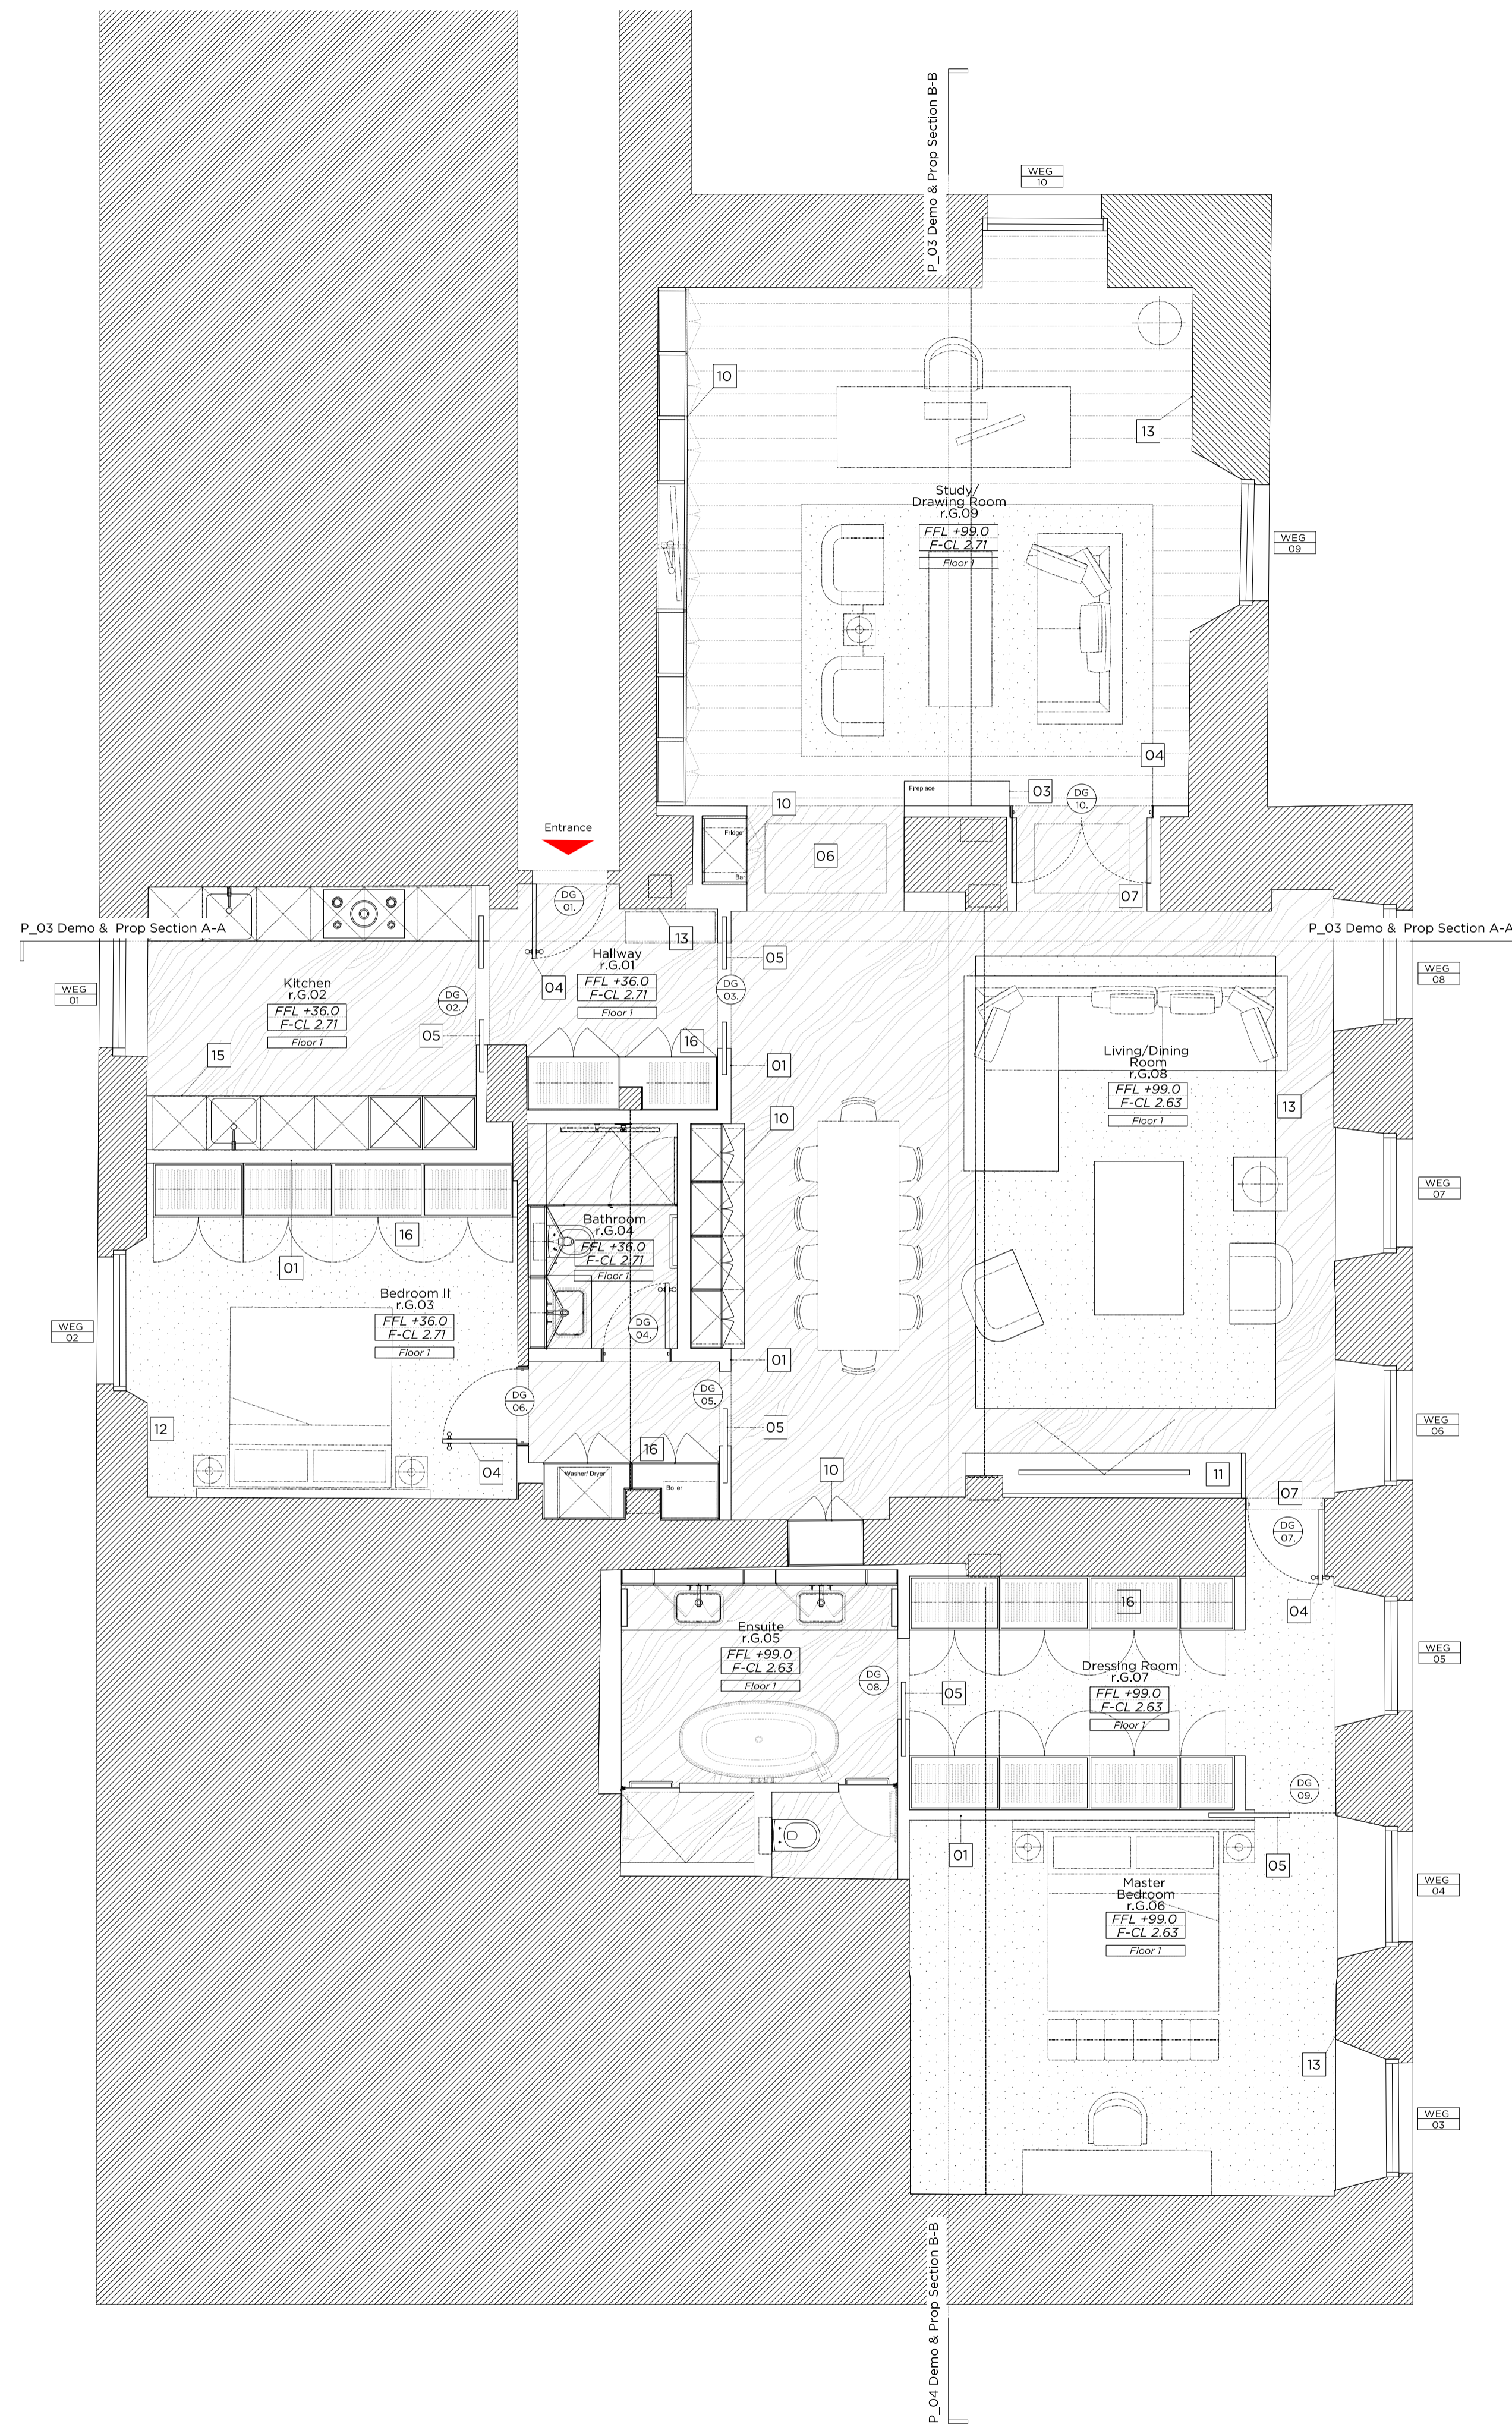 P_03 Demo & Prop Section B-B
WEG
10
10
13
Study/
Drawing Room
r.G.09
FFL +99.0
F-CL 2.71
Floor 1
WEG
09
04
Fireplace
03
DG
10.
10
Entrance
Fridge
Bar
06
07
DG
01.
P_03 Demo & Prop Section A-A
P_03 Demo & Prop Section A-A
13
Hallway
r.G.01
FFL +36.0
F-CL 2.71
Floor 1
05
04
DG
03.
WEG
08
Kitchen
r.G.02
FFL +36.0
F-CL 2.71
Floor 1
WEG
01
DG
02.
05
16
01
15
Living/Dining
Room
r.G.08
FFL +99.0
F-CL 2.63
Floor 1
13
10
WEG
07
16
01
Bathroom
r.G.04
FFL +36.0
F-CL 2.71
Floor 1
Bedroom II
r.G.03
FFL +36.0
F-CL 2.71
Floor 1
WEG
02
DG
04.
01
DG
06.
DG
05.
12
05
WEG
06
04
16
Washer/ Dryer
Boiler
10
11
07
DG
07.
16
04
Ensuite
r.G.05
FFL +99.0
F-CL 2.63
Floor 1
DG
08.
05
Dressing Room
r.G.07
FFL +99.0
F-CL 2.63
Floor 1
WEG
05
DG
09.
01
05
Master
Bedroom
r.G.06
FFL +99.0
F-CL 2.63
Floor 1
WEG
04
13
WEG
03
P_04 Demo & Prop Section B-B